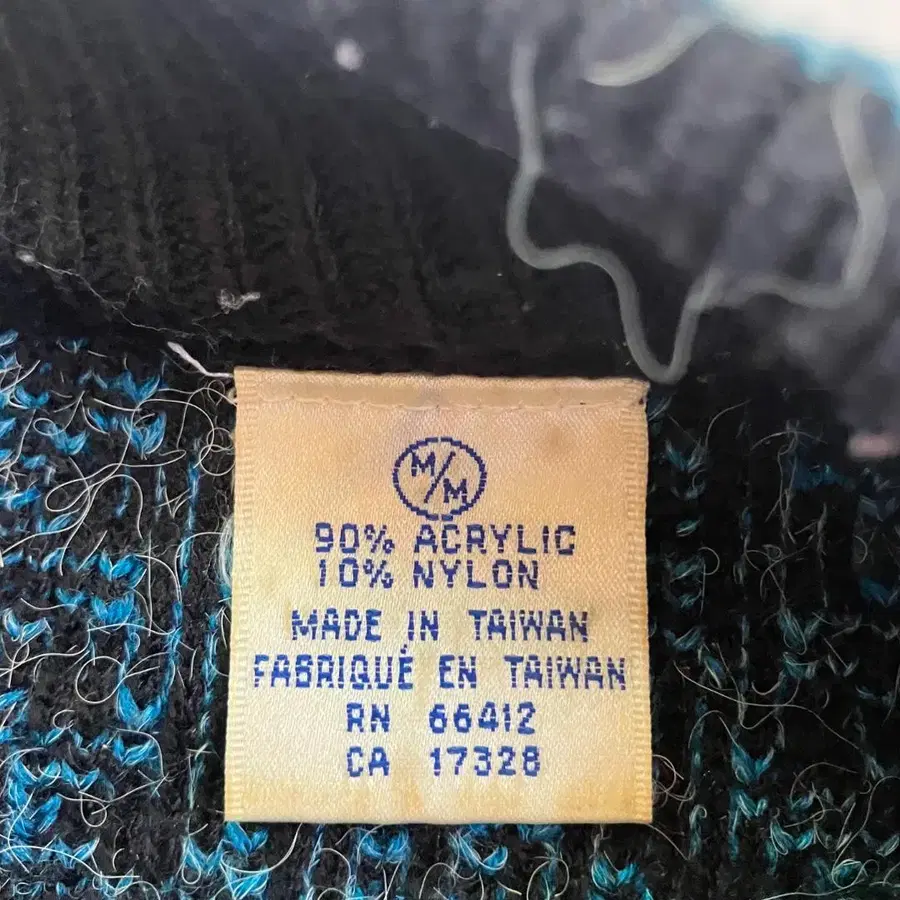 M/M
90% ACRYLIC
10% NYLON
MADE IN TAIWAN
FABRIQUÉ EN TAIWAN
RN 66412
CA 17328